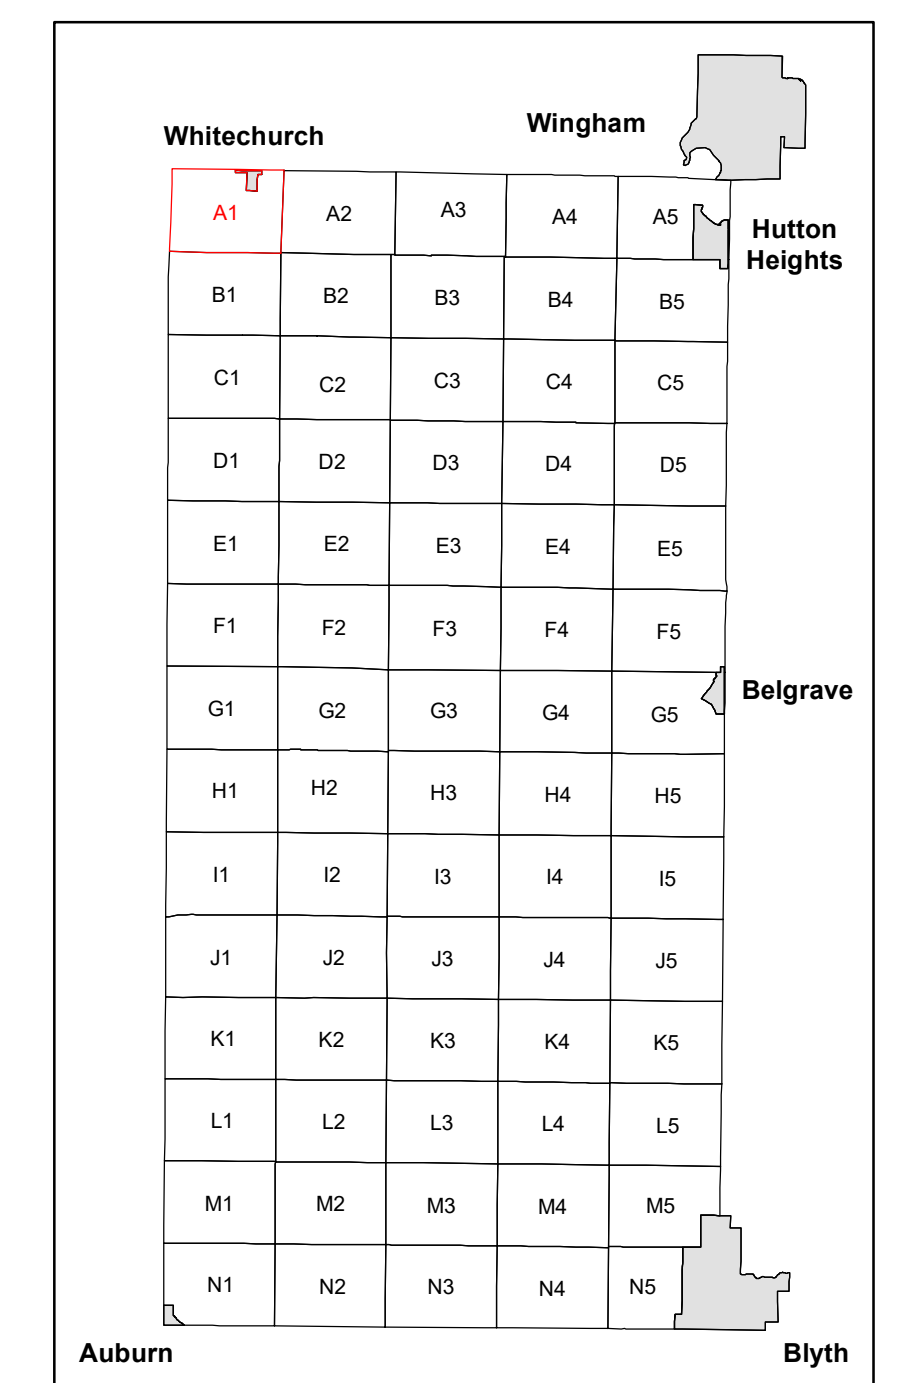 Wingham
Whitechurch
A1 A2 A3 A4 A5
Hutton
Heights
B1 B2 B3 B4 B5
C1 C2 C3 C4 C5
D1 D2 D3 D4 D5
E1 E2 E3 E4 E5
F1 F2 F3 F4 F5
Belgrave
G1 G2 G3 G4 G5
H1 H2 H3 H4 H5
I1 I2 I3 I4 I5
J1 J2 J3 J4 J5
K1 K2 K3 K4 K5
L1 L2 L3 L4 L5
M1 M2 M3 M4 M5
N1 N2 N3 N4 N5
Auburn Blyth